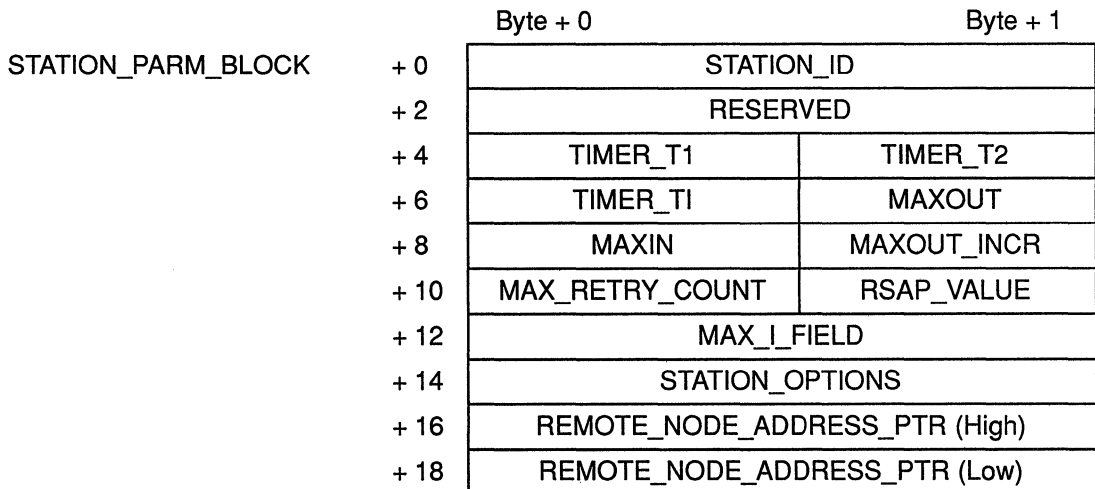 Byte + 0 Byte + 1
STATION_PARM_BLOCK + 0 STATION_ID
+ 2 RESERVED
+ 4 TIMER_T1 TIMER_T2
+ 6 TIMER_TI MAXOUT
+ 8 MAXIN MAXOUT_INCR
+ 10 MAX_RETRY_COUNT RSAP_VALUE
+ 12 MAX_I_FIELD
+ 14 STATION_OPTIONS
+ 16 REMOTE_NODE_ADDRESS_PTR (High)
+ 18 REMOTE_NODE_ADDRESS_PTR (Low)